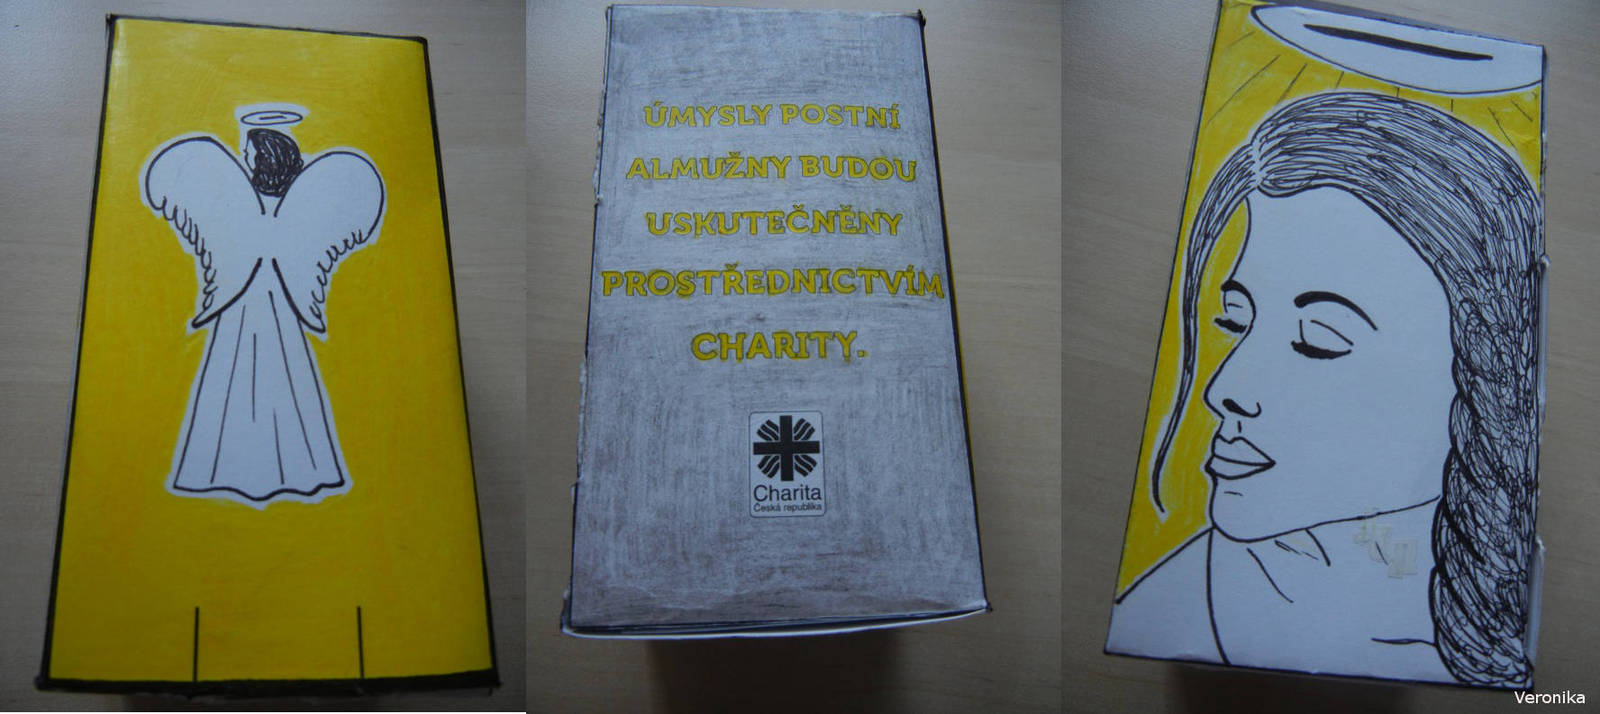 ÚMYSLY POSTNÍ
ALMUŽNY BUDOU
USKUTEČNĚNY
PROSTŘEDNICTVÍM
CHARITY.
Charita
Česká republika
Veronika